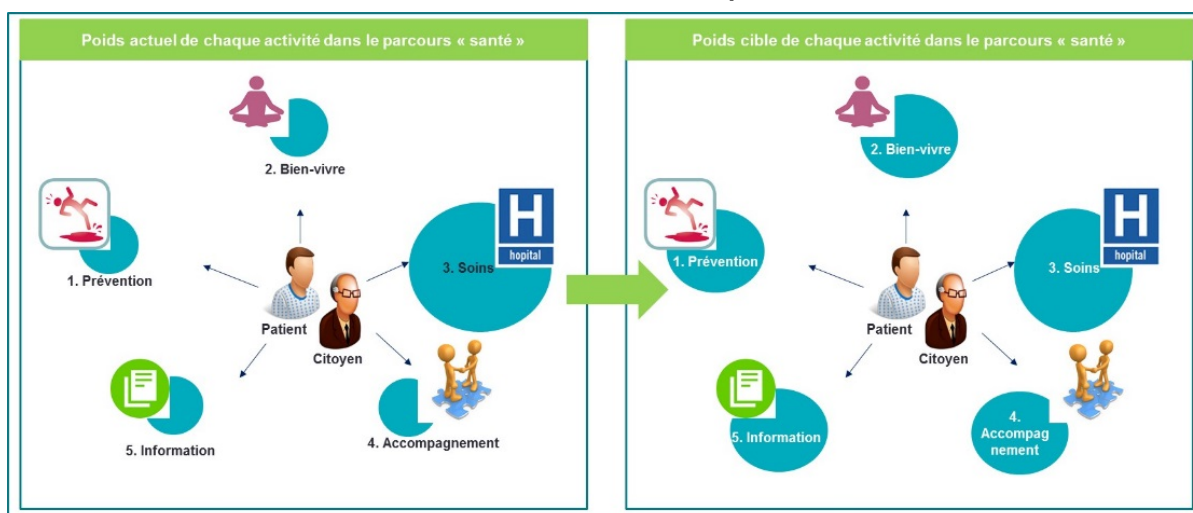 Poids actuel de chaque activité dans le parcours « santé »
2. Bien-vivre
1. Prévention
H
hopital
3. Soins
Patient
Citoyen
5. Information
4. Accompagnement
Poids cible de chaque activité dans le parcours « santé »
2. Bien-vivre
1. Prévention
H
hopital
3. Soins
Patient
Citoyen
5. Information
4.
Accompag
nement